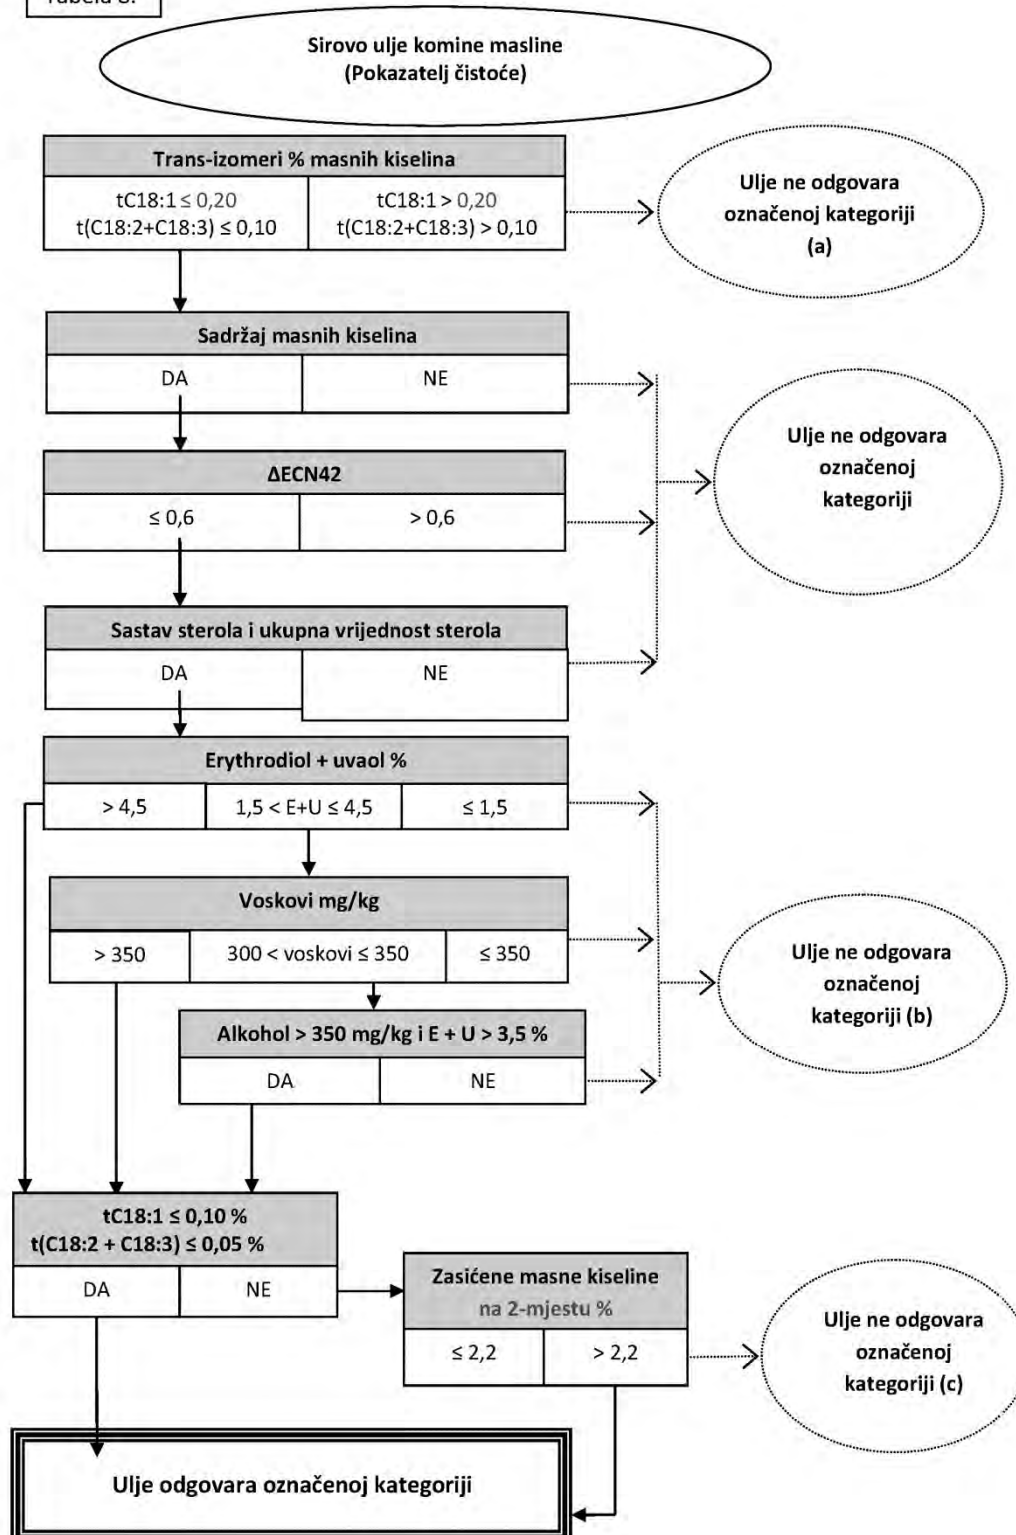 Tabela 8.
Sirovo ulje komine masline
(Pokazatelj čistoće)
Trans-izomeri % masnih kiselina
tC18:1 ≤ 0,20
t(C18:2+C18:3) ≤ 0,10
tC18:1 > 0,20
t(C18:2+C18:3) > 0,10
Ulje ne odgovara
označenoj kategoriji
(a)
Sadržaj masnih kiselina
DA
NE
ΔECN42
≤ 0,6
> 0,6
Sastav sterola i ukupna vrijednost sterola
DA
NE
Ulje ne odgovara
označenoj
kategoriji
Erythrodiol + uvaol %
> 4,5
1,5 < E+U ≤ 4,5
≤ 1,5
Voskovi mg/kg
> 350
300 < voskovi ≤ 350
≤ 350
Alkohol > 350 mg/kg i E + U > 3,5 %
DA
NE
Ulje ne odgovara
označenoj
kategoriji (b)
tC18:1 ≤ 0,10 %
t(C18:2 + C18:3) ≤ 0,05 %
DA
NE
Zasićene masne kiseline
na 2-mjestu %
≤ 2,2
> 2,2
Ulje ne odgovara
označenoj
kategoriji (c)
Ulje odgovara označenoj kategoriji